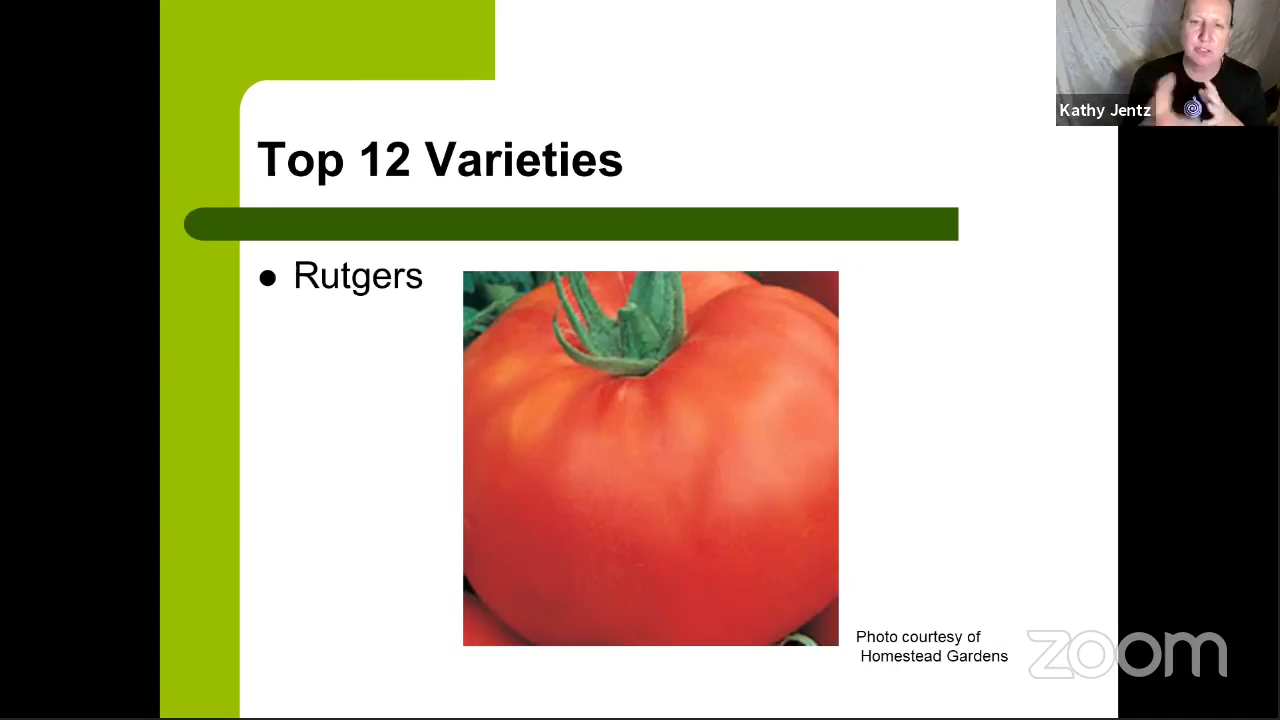 Kathy Jentz
Top 12 Varieties
Rutgers
Photo courtesy of
Homestead Gardens
zoom